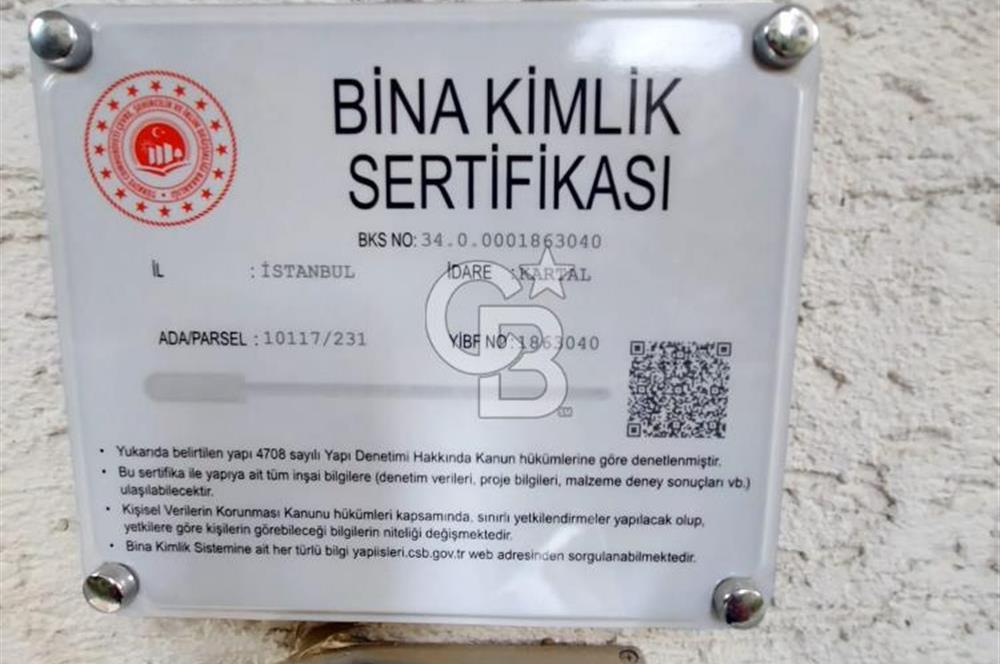 BİNA KİMLİK
SERTİFİKASI
BKS NO: 34.0.0001863040
İL : İSTANBUL İDARE : KARTAL
ADA/PARSEL : 10117/231 YİBF NO : 1863040
CB
SM
• Yukarıda belirtilen yapı 4708 sayılı Yapı Denetimi Hakkında Kanun hükümlerine göre denetlenmiştir.
• Bu sertifika ile yapıya ait tüm inşai bilgilere (denetim verileri, proje bilgileri, malzeme deney sonuçları vb.)
ulaşılabilecektir.
• Kişisel Verilerin Korunması Kanunu hükümleri kapsamında, sınırlı yetkilendirmeler yapılacak olup,
yetkilere göre kişilerin görebileceği bilgilerin niteliği değişmektedir.
• Bina Kimlik Sistemine ait her türlü bilgi yapiisleri.csb.gov.tr web adresinden sorgulanabilmektedir.